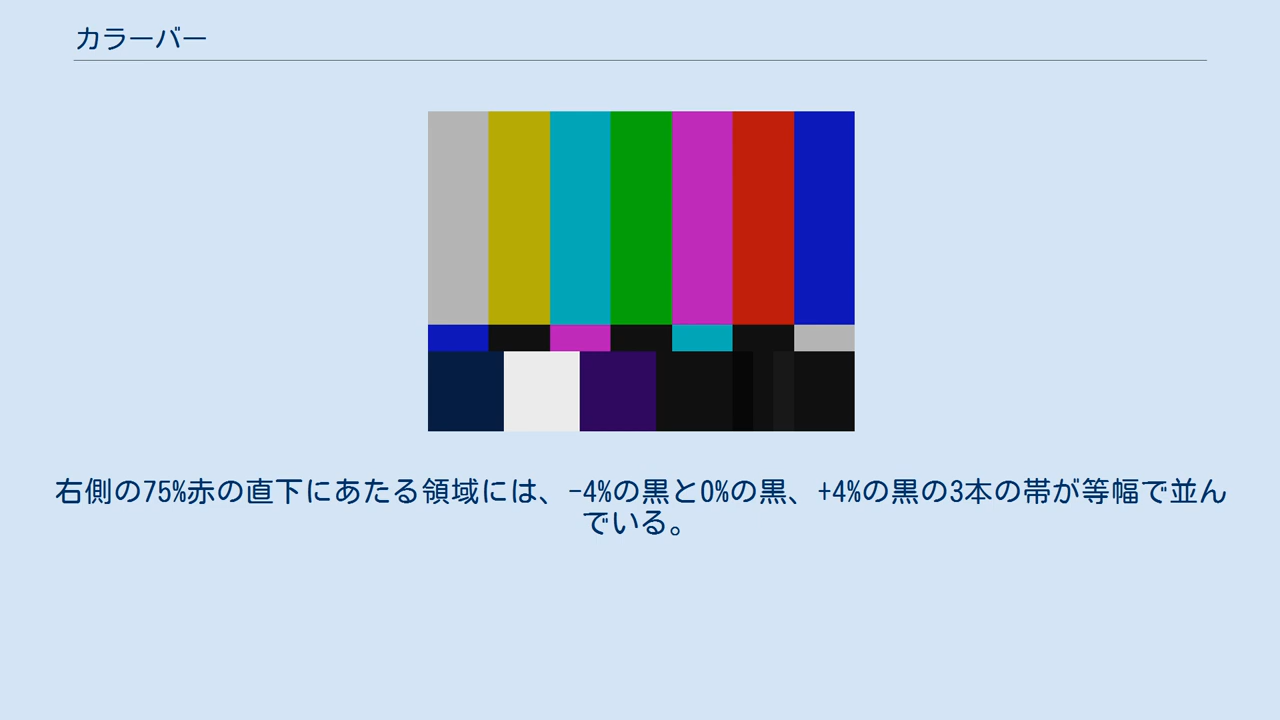 カラーバー
右側の75%赤の直下にあたる領域には、-4%の黒と0%の黒、+4%の黒の3本の帯が等幅で並ん
でいる。